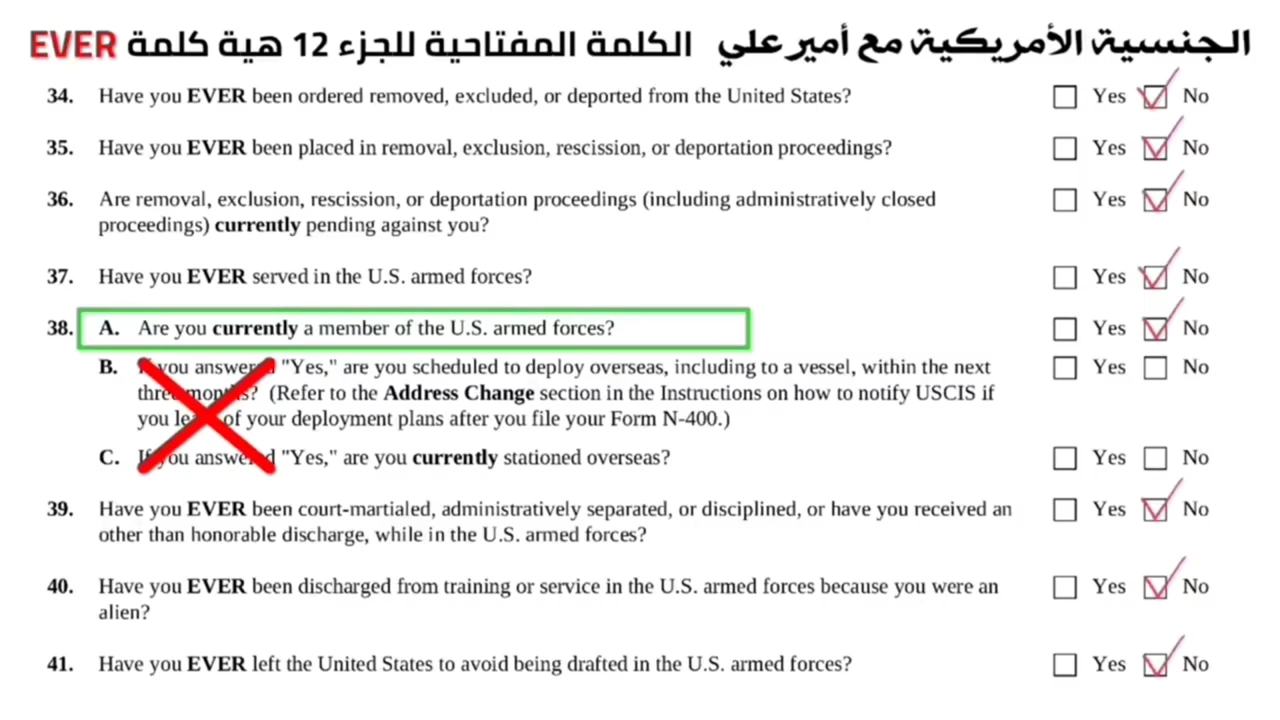 الجنسية الأمريكية مع أمير علي الكلمة المفتاحية للجزء 12 هية كلمة EVER
34. Have you EVER been ordered removed, excluded, or deported from the United States? Yes No
35. Have you EVER been placed in removal, exclusion, rescission, or deportation proceedings? Yes No
36. Are removal, exclusion, rescission, or deportation proceedings (including administratively closed Yes No
proceedings) currently pending against you?
37. Have you EVER served in the U.S. armed forces? Yes No
38. A. Are you currently a member of the U.S. armed forces? Yes No
B. If you answered "Yes," are you scheduled to deploy overseas, including to a vessel, within the next Yes No
three months? (Refer to the Address Change section in the Instructions on how to notify USCIS if
you learn of your deployment plans after you file your Form N-400.)
C. If you answered "Yes," are you currently stationed overseas? Yes No
39. Have you EVER been court-martialed, administratively separated, or disciplined, or have you received an Yes No
other than honorable discharge, while in the U.S. armed forces?
40. Have you EVER been discharged from training or service in the U.S. armed forces because you were an Yes No
alien?
41. Have you EVER left the United States to avoid being drafted in the U.S. armed forces? Yes No